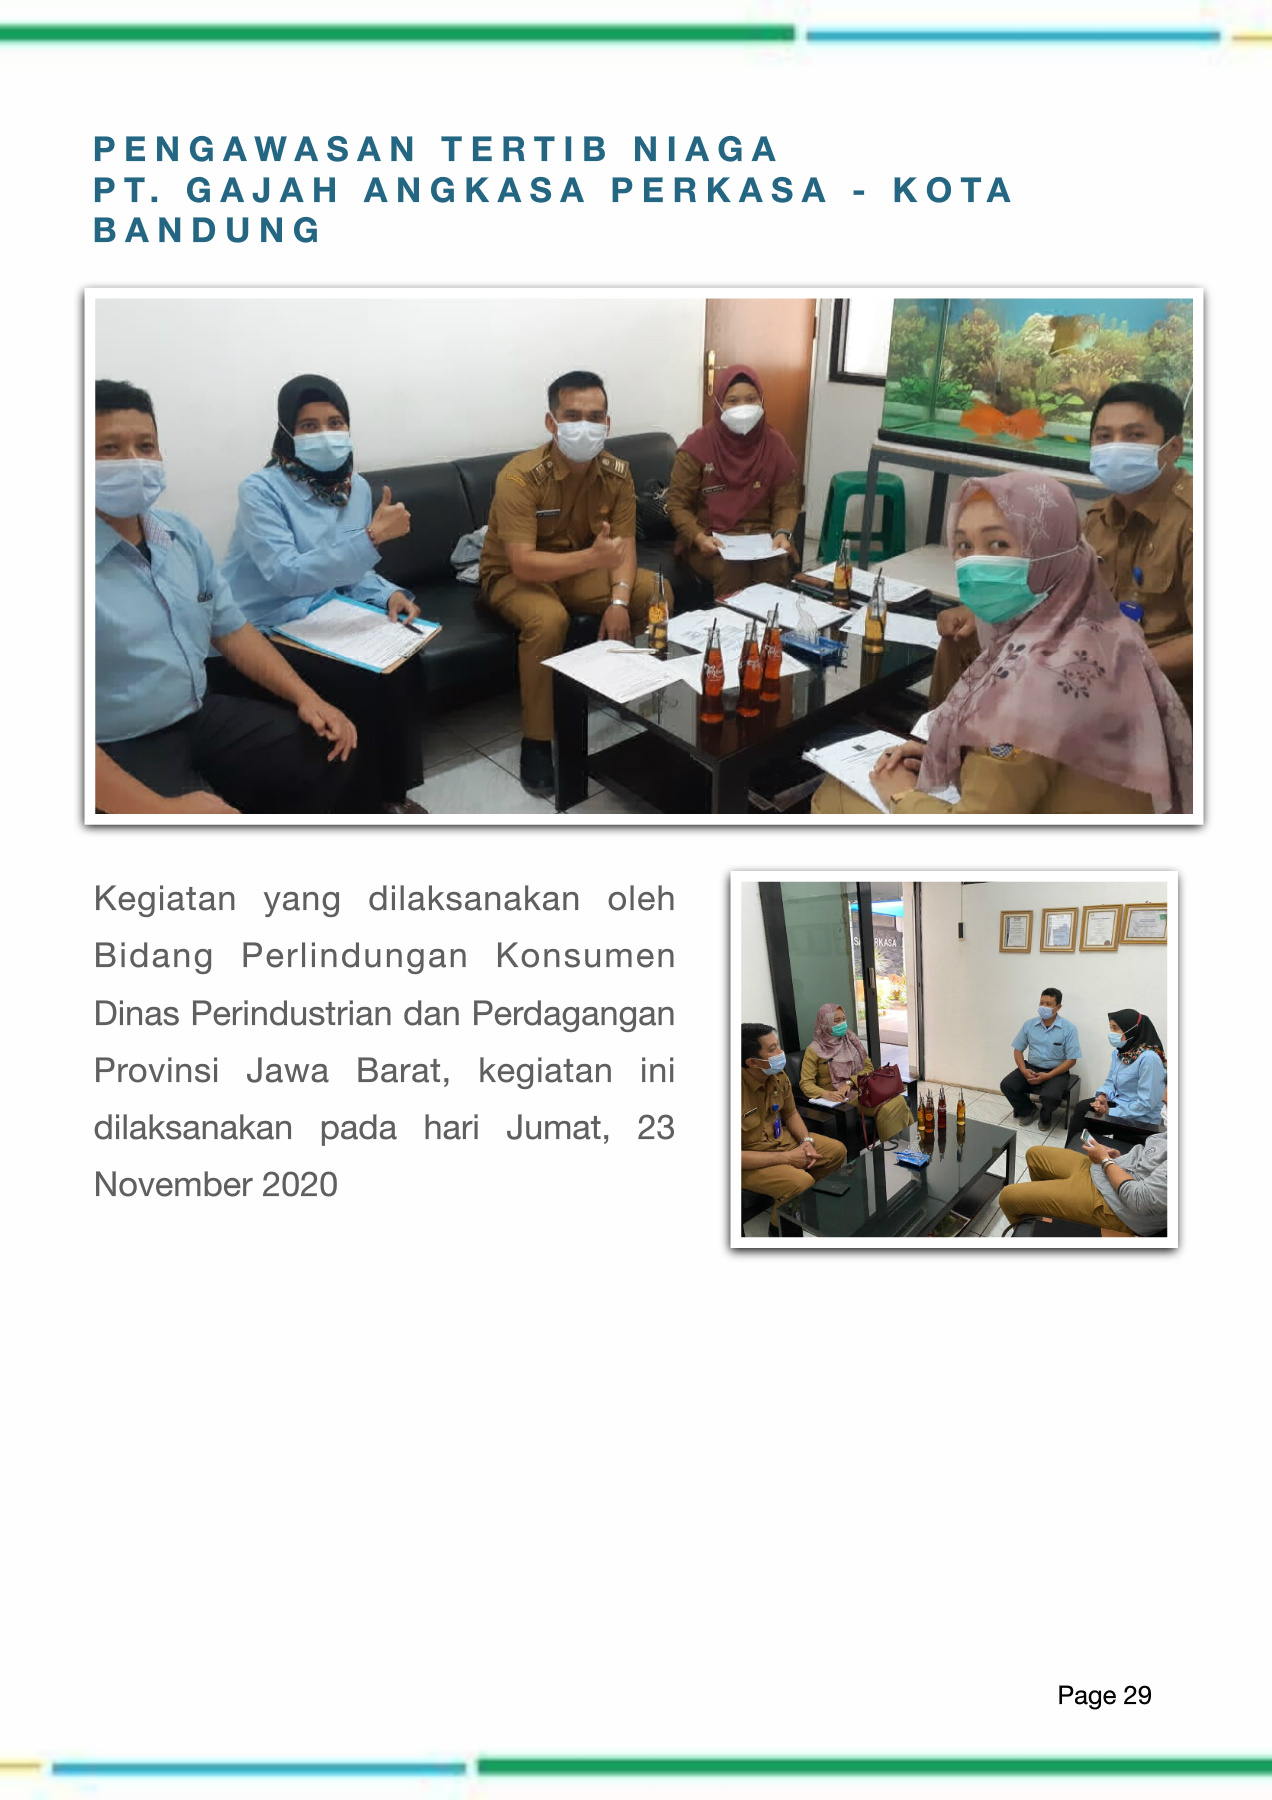 PENGAWASAN TERTIB NIAGA
PT. GAJAH ANGKASA PERKASA - KOTA
BANDUNG
Kegiatan yang dilaksanakan oleh
Bidang Perlindungan Konsumen
Dinas Perindustrian dan Perdagangan
Provinsi Jawa Barat, kegiatan ini
dilaksanakan pada hari Jumat, 23
November 2020
Page 29